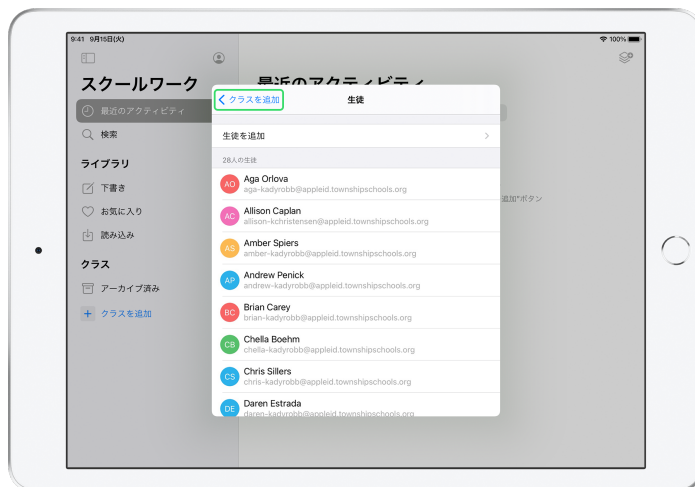 9:41 9月15日(火)
100%
スクールワーク
最近のアクティビティ
検索
ライブラリ
下書き
お気に入り
読み込み
クラス
アーカイブ済み
クラスを追加
最近のアクティビティ
追加"ボタン
クラスを追加
生徒
生徒を追加
28人の生徒
AO
Aga Orlova
aga-kadyrobb@appleid.townshipschools.org
AC
Allison Caplan
allison-kchristensen@appleid.townshipschools.org
AS
Amber Spiers
amber-kadyrobb@appleid.townshipschools.org
AP
Andrew Penick
andrew-kadyrobb@appleid.townshipschools.org
BC
Brian Carey
brian-kadyrobb@appleid.townshipschools.org
CB
Chella Boehm
chella-kadyrobb@appleid.townshipschools.org
CS
Chris Sillers
chris-kadyrobb@appleid.townshipschools.org
DE
Daren Estrada
daren-kadyrobb@appleid.townshipschools.org